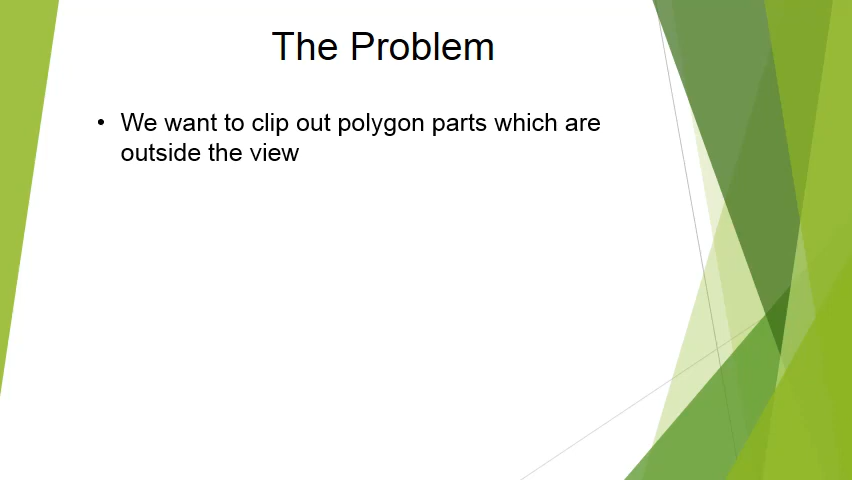 The Problem
• We want to clip out polygon parts which are
outside the view